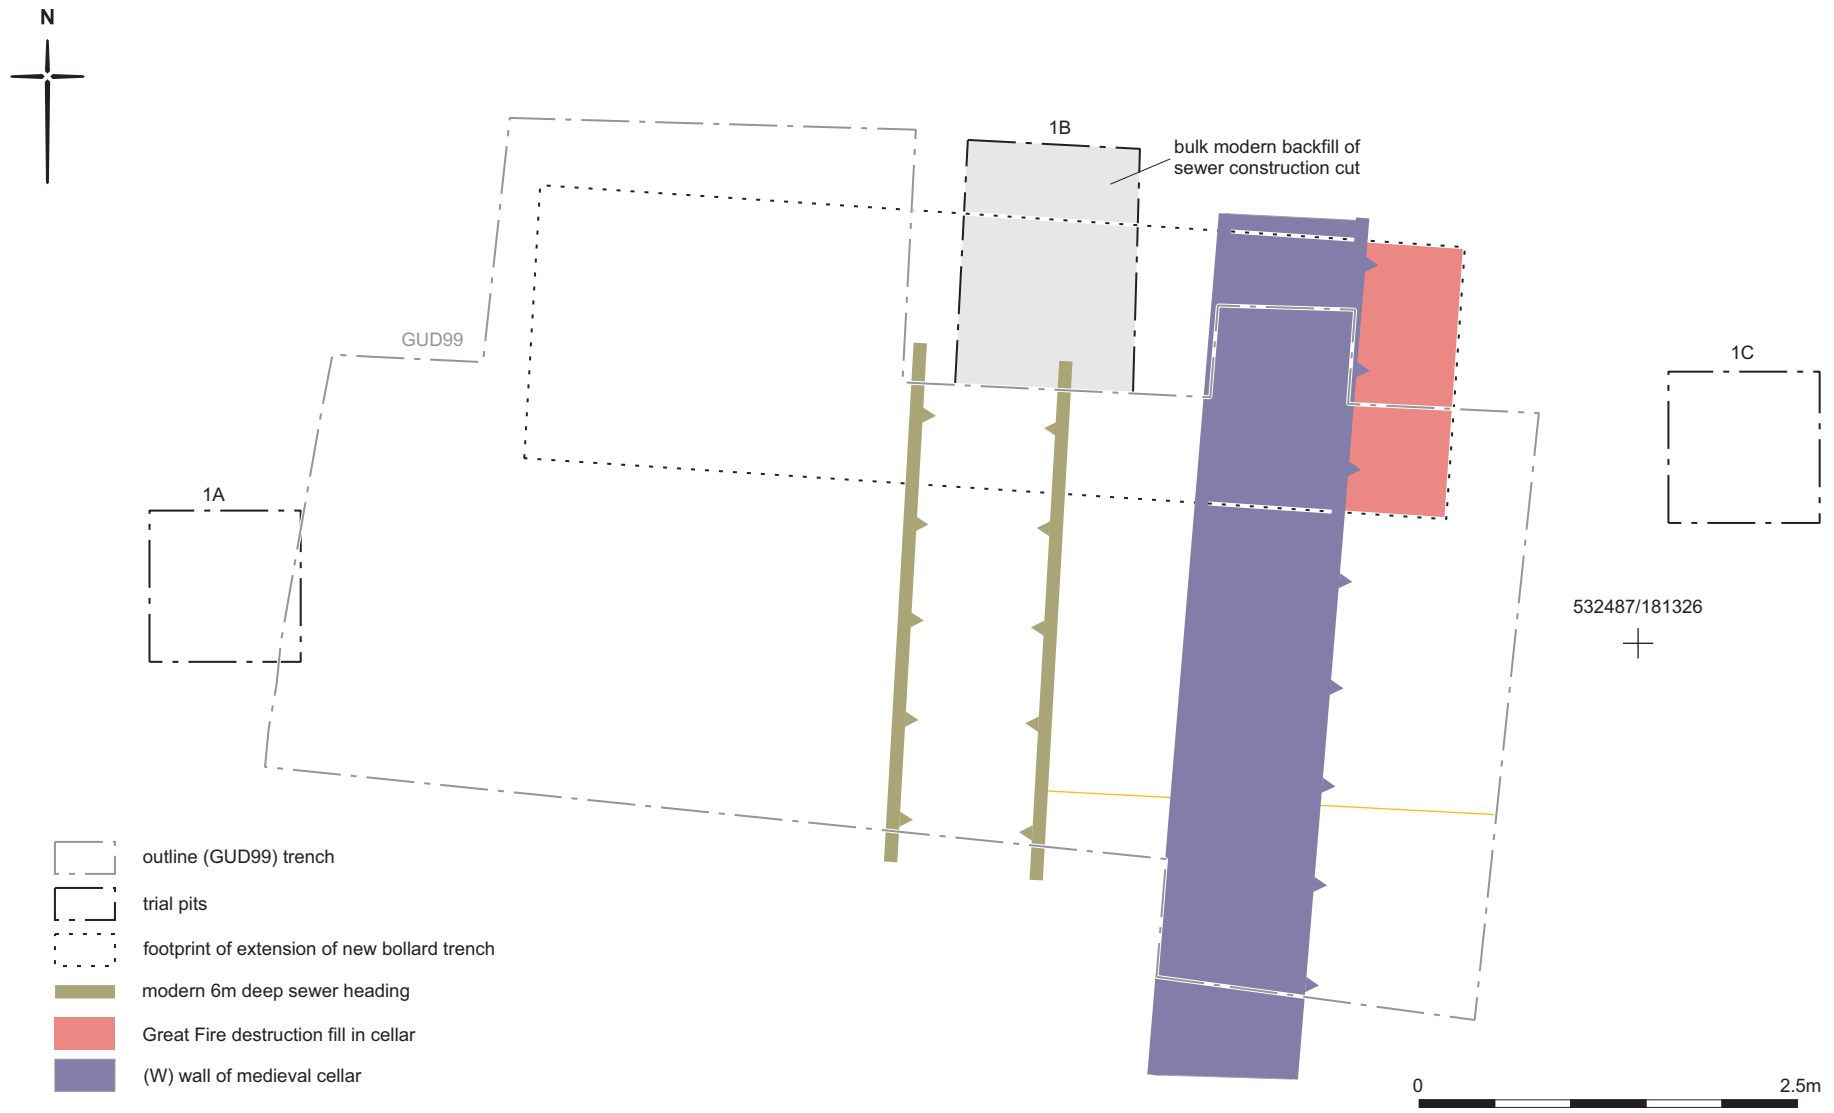 N
1B
bulk modern backfill of
sewer construction cut
GUD99
1C
1A
532487/181326
outline (GUD99) trench
trial pits
footprint of extension of new bollard trench
modern 6m deep sewer heading
Great Fire destruction fill in cellar
(W) wall of medieval cellar
0 2.5m